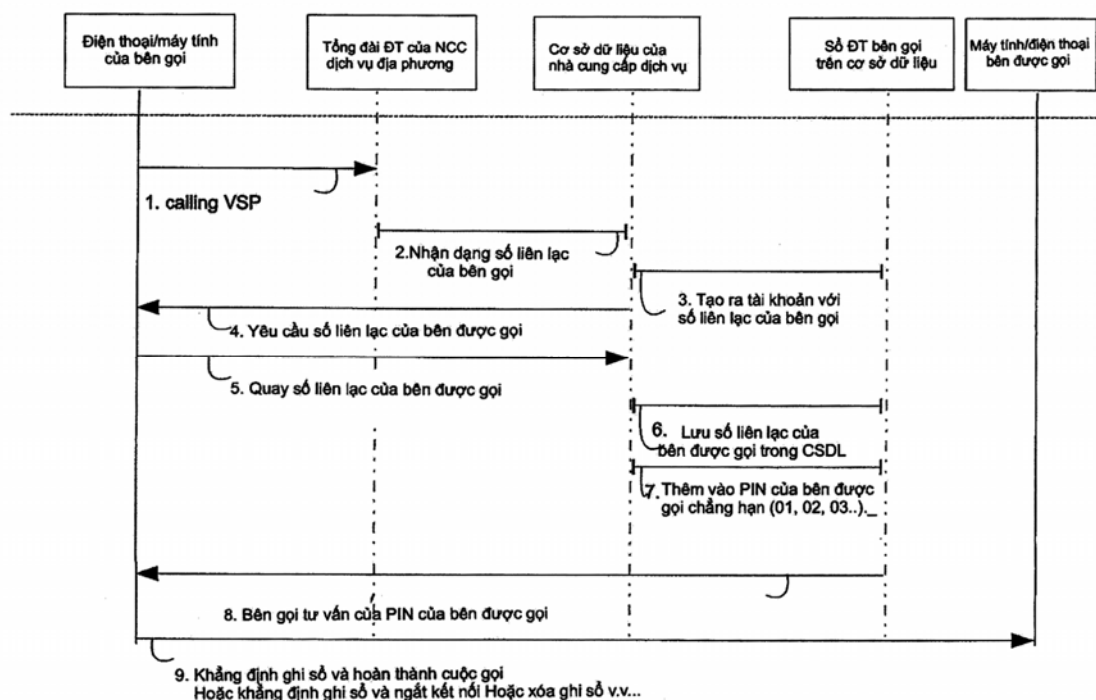 Điện thoại/máy tính
của bên gọi
Tổng đài ĐT của NCC
dịch vụ địa phương
Cơ sở dữ liệu của
nhà cung cấp dịch vụ
Sổ ĐT bên gọi
trên cơ sở dữ liệu
Máy tính/điện thoại
bên được gọi
1. calling VSP
2.Nhận dạng số liên lạc
của bên gọi
3. Tạo ra tài khoản với
số liên lạc của bên gọi
4. Yêu cầu số liên lạc của bên được gọi
5. Quay số liên lạc của bên được gọi
6. Lưu số liên lạc của
bên được gọi trong CSDL
7. Thêm vào PIN của bên được
gọi chẳng hạn (01, 02, 03..)._
8. Bên gọi tư vấn của PIN của bên được gọi
9. Khẳng định ghi sổ và hoàn thành cuộc gọi
Hoặc khẳng định ghi sổ và ngắt kết nối Hoặc xóa ghi sổ v.v...